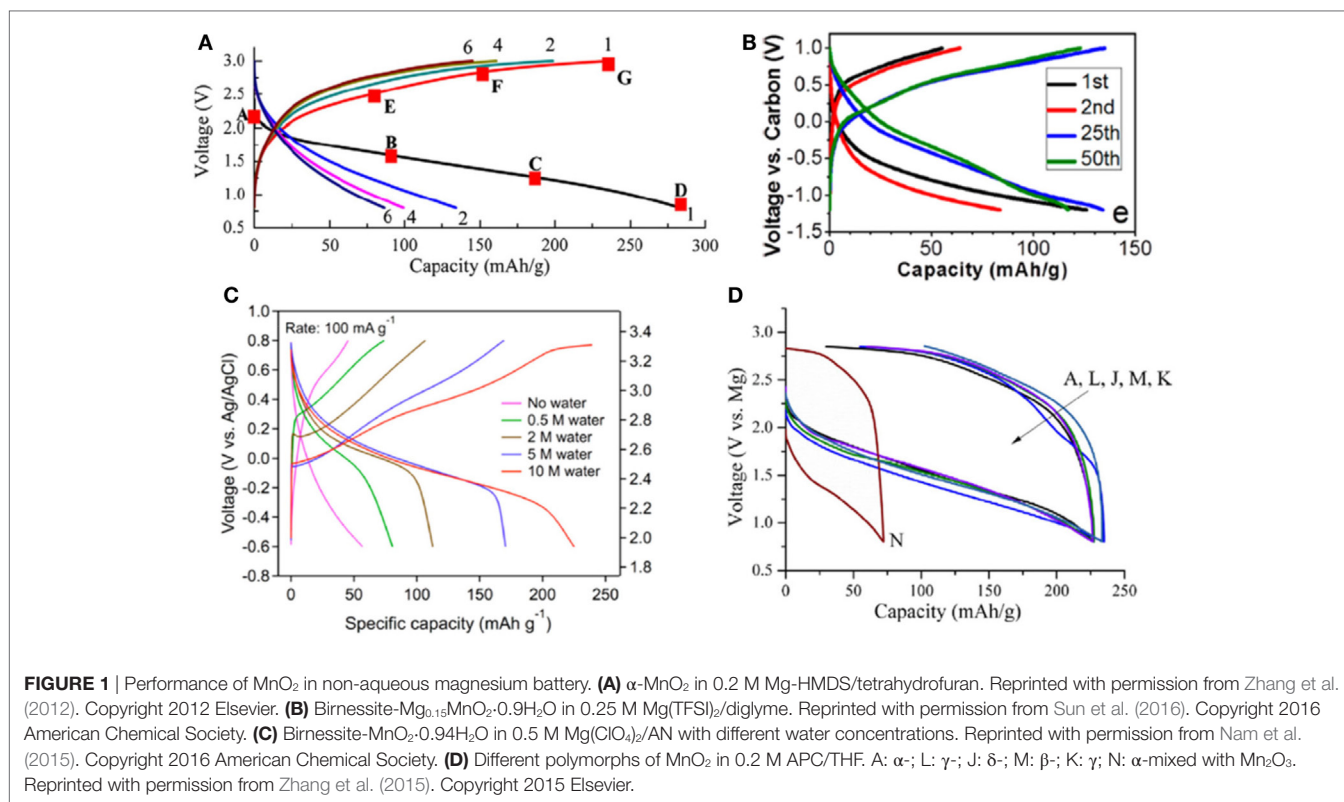 A
6 4 2 1
3.0
2.5
2.0
1.5
1.0
0.5
Voltage (V)
A
B
C
D
E
F
G
6 4 2 1
0 50 100 150 200 250 300
Capacity (mAh/g)
B
1.0
0.5
0.0
-0.5
-1.0
-1.5
Voltage vs. Carbon (V)
1st
2nd
25th
50th
e
0 50 100 150
Capacity (mAh/g)
C
1.0
0.8
0.6
0.4
0.2
0.0
-0.2
-0.4
-0.6
-0.8
Voltage (V vs. Ag/AgCl)
Rate: 100 mA g⁻¹
No water
0.5 M water
2 M water
5 M water
10 M water
3.4
3.2
3.0
2.8
2.6
2.4
2.2
2.0
1.8
0 50 100 150 200 250
Specific capacity (mAh g⁻¹)
D
3.0
2.5
2.0
1.5
1.0
0.5
Voltage (V vs. Mg)
A, L, J, M, K
N
0 50 100 150 200 250
Capacity (mAh/g)
FIGURE 1 | Performance of MnO₂ in non-aqueous magnesium battery. (A) α-MnO₂ in 0.2 M Mg-HMDS/tetrahydrofuran. Reprinted with permission from Zhang et al.
(2012). Copyright 2012 Elsevier. (B) Birnessite-Mg₀.₁₅MnO₂·0.9H₂O in 0.25 M Mg(TFSI)₂/diglyme. Reprinted with permission from Sun et al. (2016). Copyright 2016
American Chemical Society. (C) Birnessite-MnO₂·0.94H₂O in 0.5 M Mg(ClO₄)₂/AN with different water concentrations. Reprinted with permission from Nam et al.
(2015). Copyright 2016 American Chemical Society. (D) Different polymorphs of MnO₂ in 0.2 M APC/THF. A: α-; L: γ-; J: δ-; M: β-; K: γ; N: α-mixed with Mn₂O₃.
Reprinted with permission from Zhang et al. (2015). Copyright 2015 Elsevier.